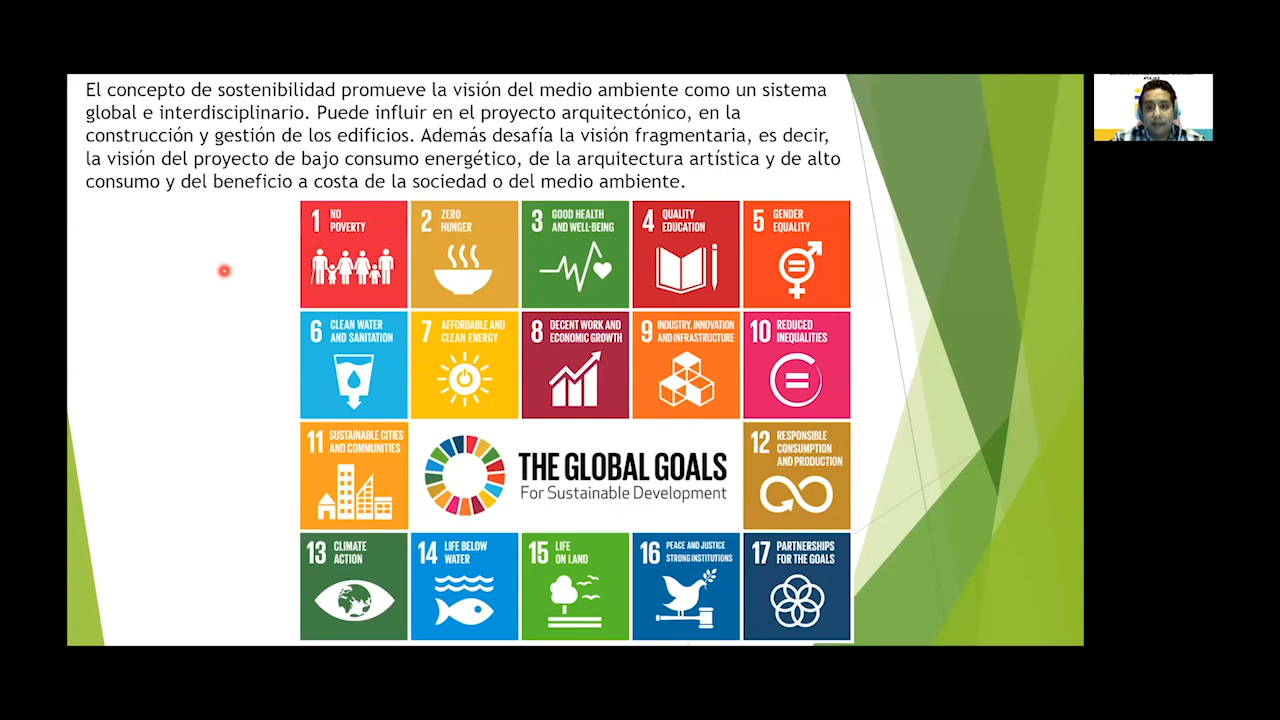 El concepto de sostenibilidad promueve la visión del medio ambiente como un sistema
global e interdisciplinario. Puede influir en el proyecto arquitectónico, en la
construcción y gestión de los edificios. Además desafía la visión fragmentaria, es decir,
la visión del proyecto de bajo consumo energético, de la arquitectura artística y de alto
consumo y del beneficio a costa de la sociedad o del medio ambiente.
1 NO
POVERTY
2 ZERO
HUNGER
3 GOOD HEALTH
AND WELL-BEING
4 QUALITY
EDUCATION
5 GENDER
EQUALITY
6 CLEAN WATER
AND SANITATION
7 AFFORDABLE AND
CLEAN ENERGY
8 DECENT WORK AND
ECONOMIC GROWTH
9 INDUSTRY, INNOVATION
AND INFRASTRUCTURE
10 REDUCED
INEQUALITIES
11 SUSTAINABLE CITIES
AND COMMUNITIES
THE GLOBAL GOALS
For Sustainable Development
12 RESPONSIBLE
CONSUMPTION
AND PRODUCTION
13 CLIMATE
ACTION
14 LIFE BELOW
WATER
15 LIFE
ON LAND
16 PEACE AND JUSTICE
STRONG INSTITUTIONS
17 PARTNERSHIPS
FOR THE GOALS